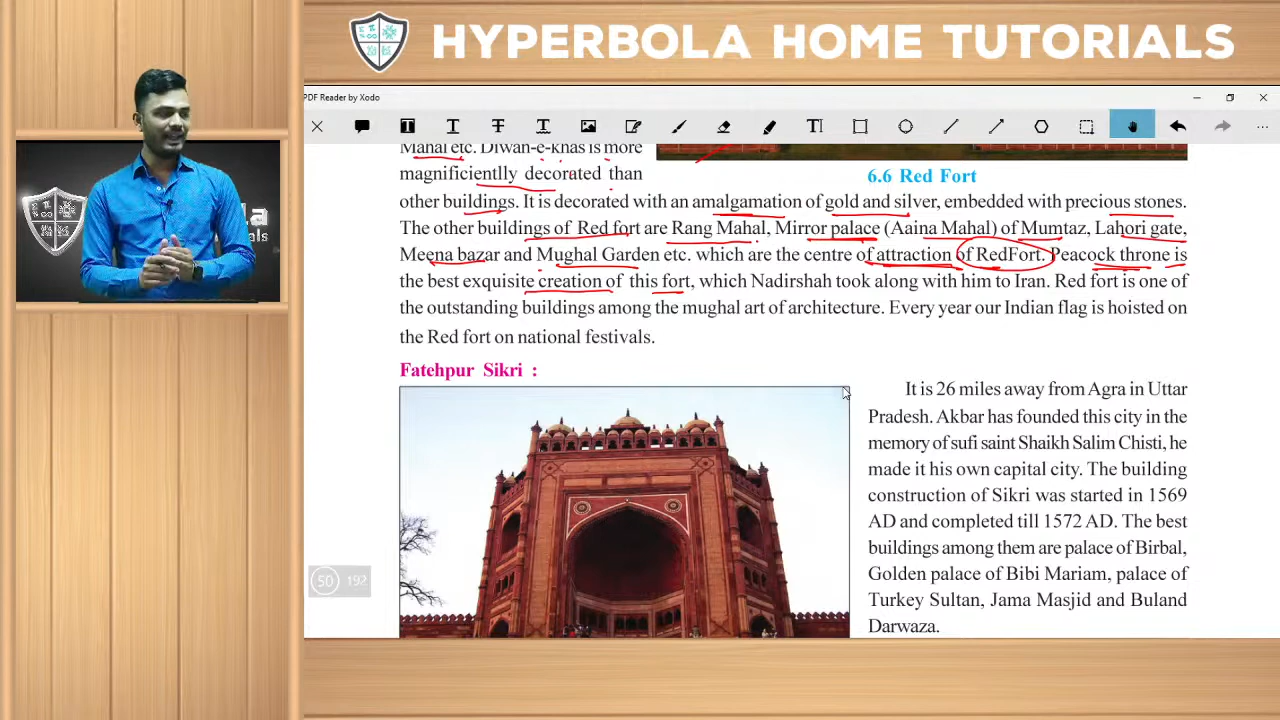 HYPERBOLA HOME TUTORIALS
PDF Reader by Xodo
Mahal etc. Diwan-e-khas is more
magnificientlly decorated than
6.6 Red Fort
other buildings. It is decorated with an amalgamation of gold and silver, embedded with precious stones.
The other buildings of Red fort are Rang Mahal, Mirror palace (Aaina Mahal) of Mumtaz, Lahori gate,
Meena bazar and Mughal Garden etc. which are the centre of attraction of RedFort. Peacock throne is
the best exquisite creation of this fort, which Nadirshah took along with him to Iran. Red fort is one of
the outstanding buildings among the mughal art of architecture. Every year our Indian flag is hoisted on
the Red fort on national festivals.
Fatehpur Sikri :
It is 26 miles away from Agra in Uttar
Pradesh. Akbar has founded this city in the
memory of sufi saint Shaikh Salim Chisti, he
made it his own capital city. The building
construction of Sikri was started in 1569
AD and completed till 1572 AD. The best
buildings among them are palace of Birbal,
Golden palace of Bibi Mariam, palace of
Turkey Sultan, Jama Masjid and Buland
Darwaza.
50 192